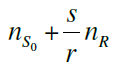 n_{S_0} + \frac{s}{r} n_R